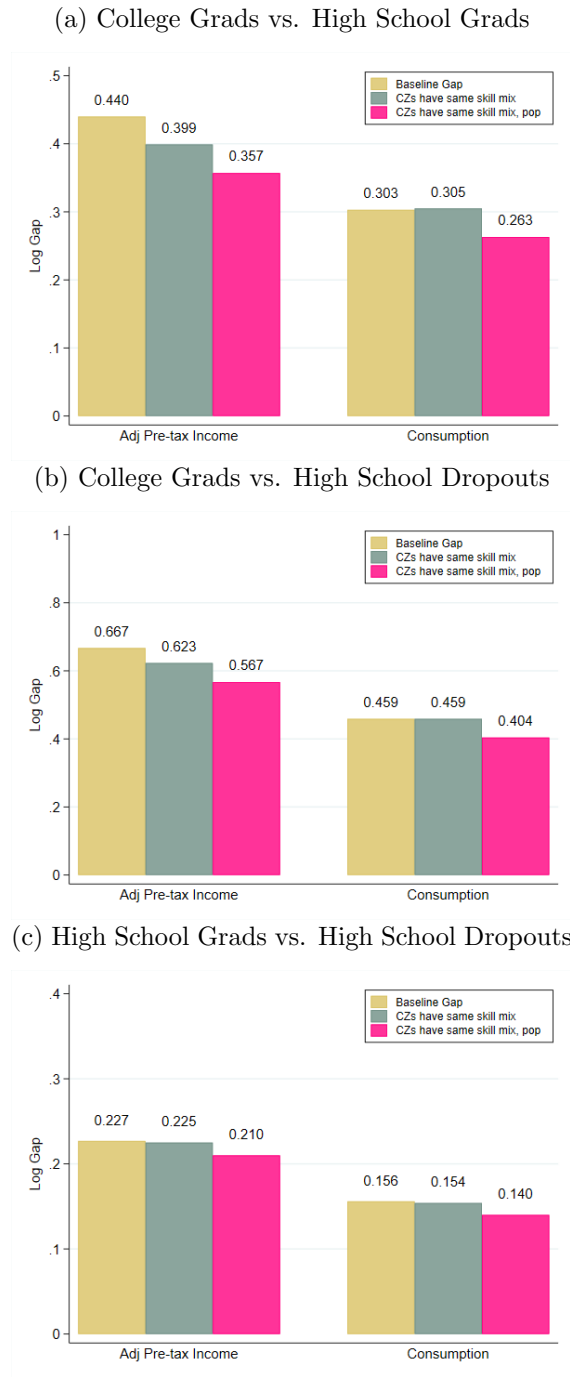 (a) College Grads vs. High School Grads
Baseline Gap
CZs have same skill mix
CZs have same skill mix, pop
Log Gap
.5
.4
.3
.2
.1
0
0.440
0.399
0.357
0.303
0.305
0.263
Adj Pre-tax Income
Consumption
(b) College Grads vs. High School Dropouts
Baseline Gap
CZs have same skill mix
CZs have same skill mix, pop
Log Gap
1
.8
.6
.4
.2
0
0.667
0.623
0.567
0.459
0.459
0.404
Adj Pre-tax Income
Consumption
(c) High School Grads vs. High School Dropouts
Baseline Gap
CZs have same skill mix
CZs have same skill mix, pop
Log Gap
.4
.3
.2
.1
0
0.227
0.225
0.210
0.156
0.154
0.140
Adj Pre-tax Income
Consumption